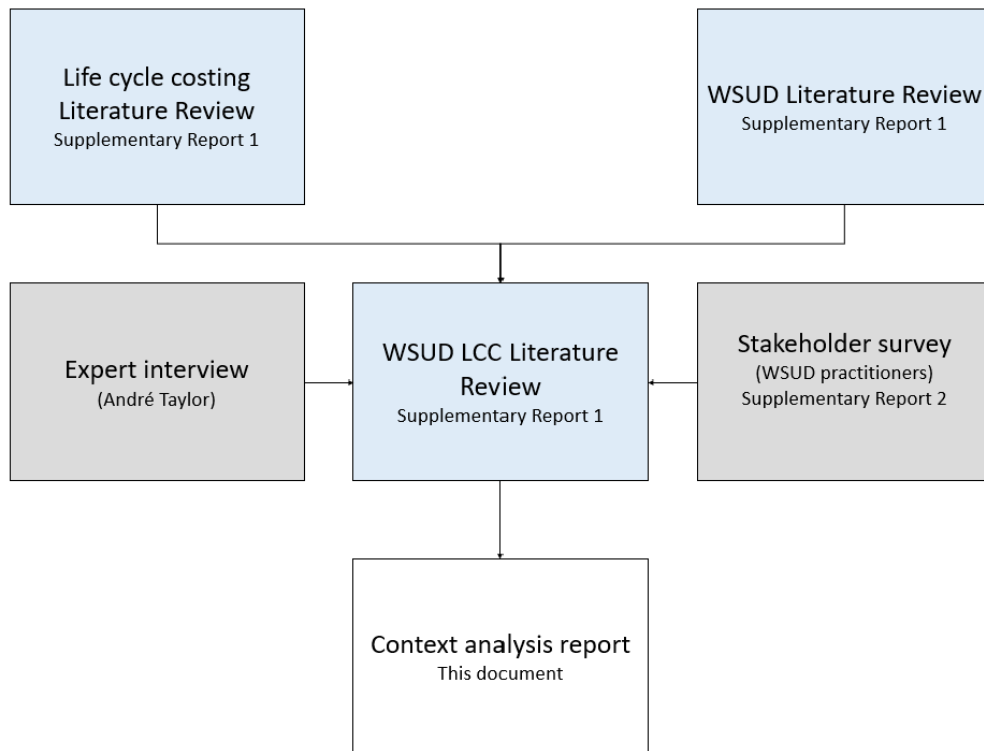 Life cycle costing
Literature Review
Supplementary Report 1
WSUD Literature Review
Supplementary Report 1
Expert interview
(André Taylor)
WSUD LCC Literature
Review
Supplementary Report 1
Stakeholder survey
(WSUD practitioners)
Supplementary Report 2
Context analysis report
This document